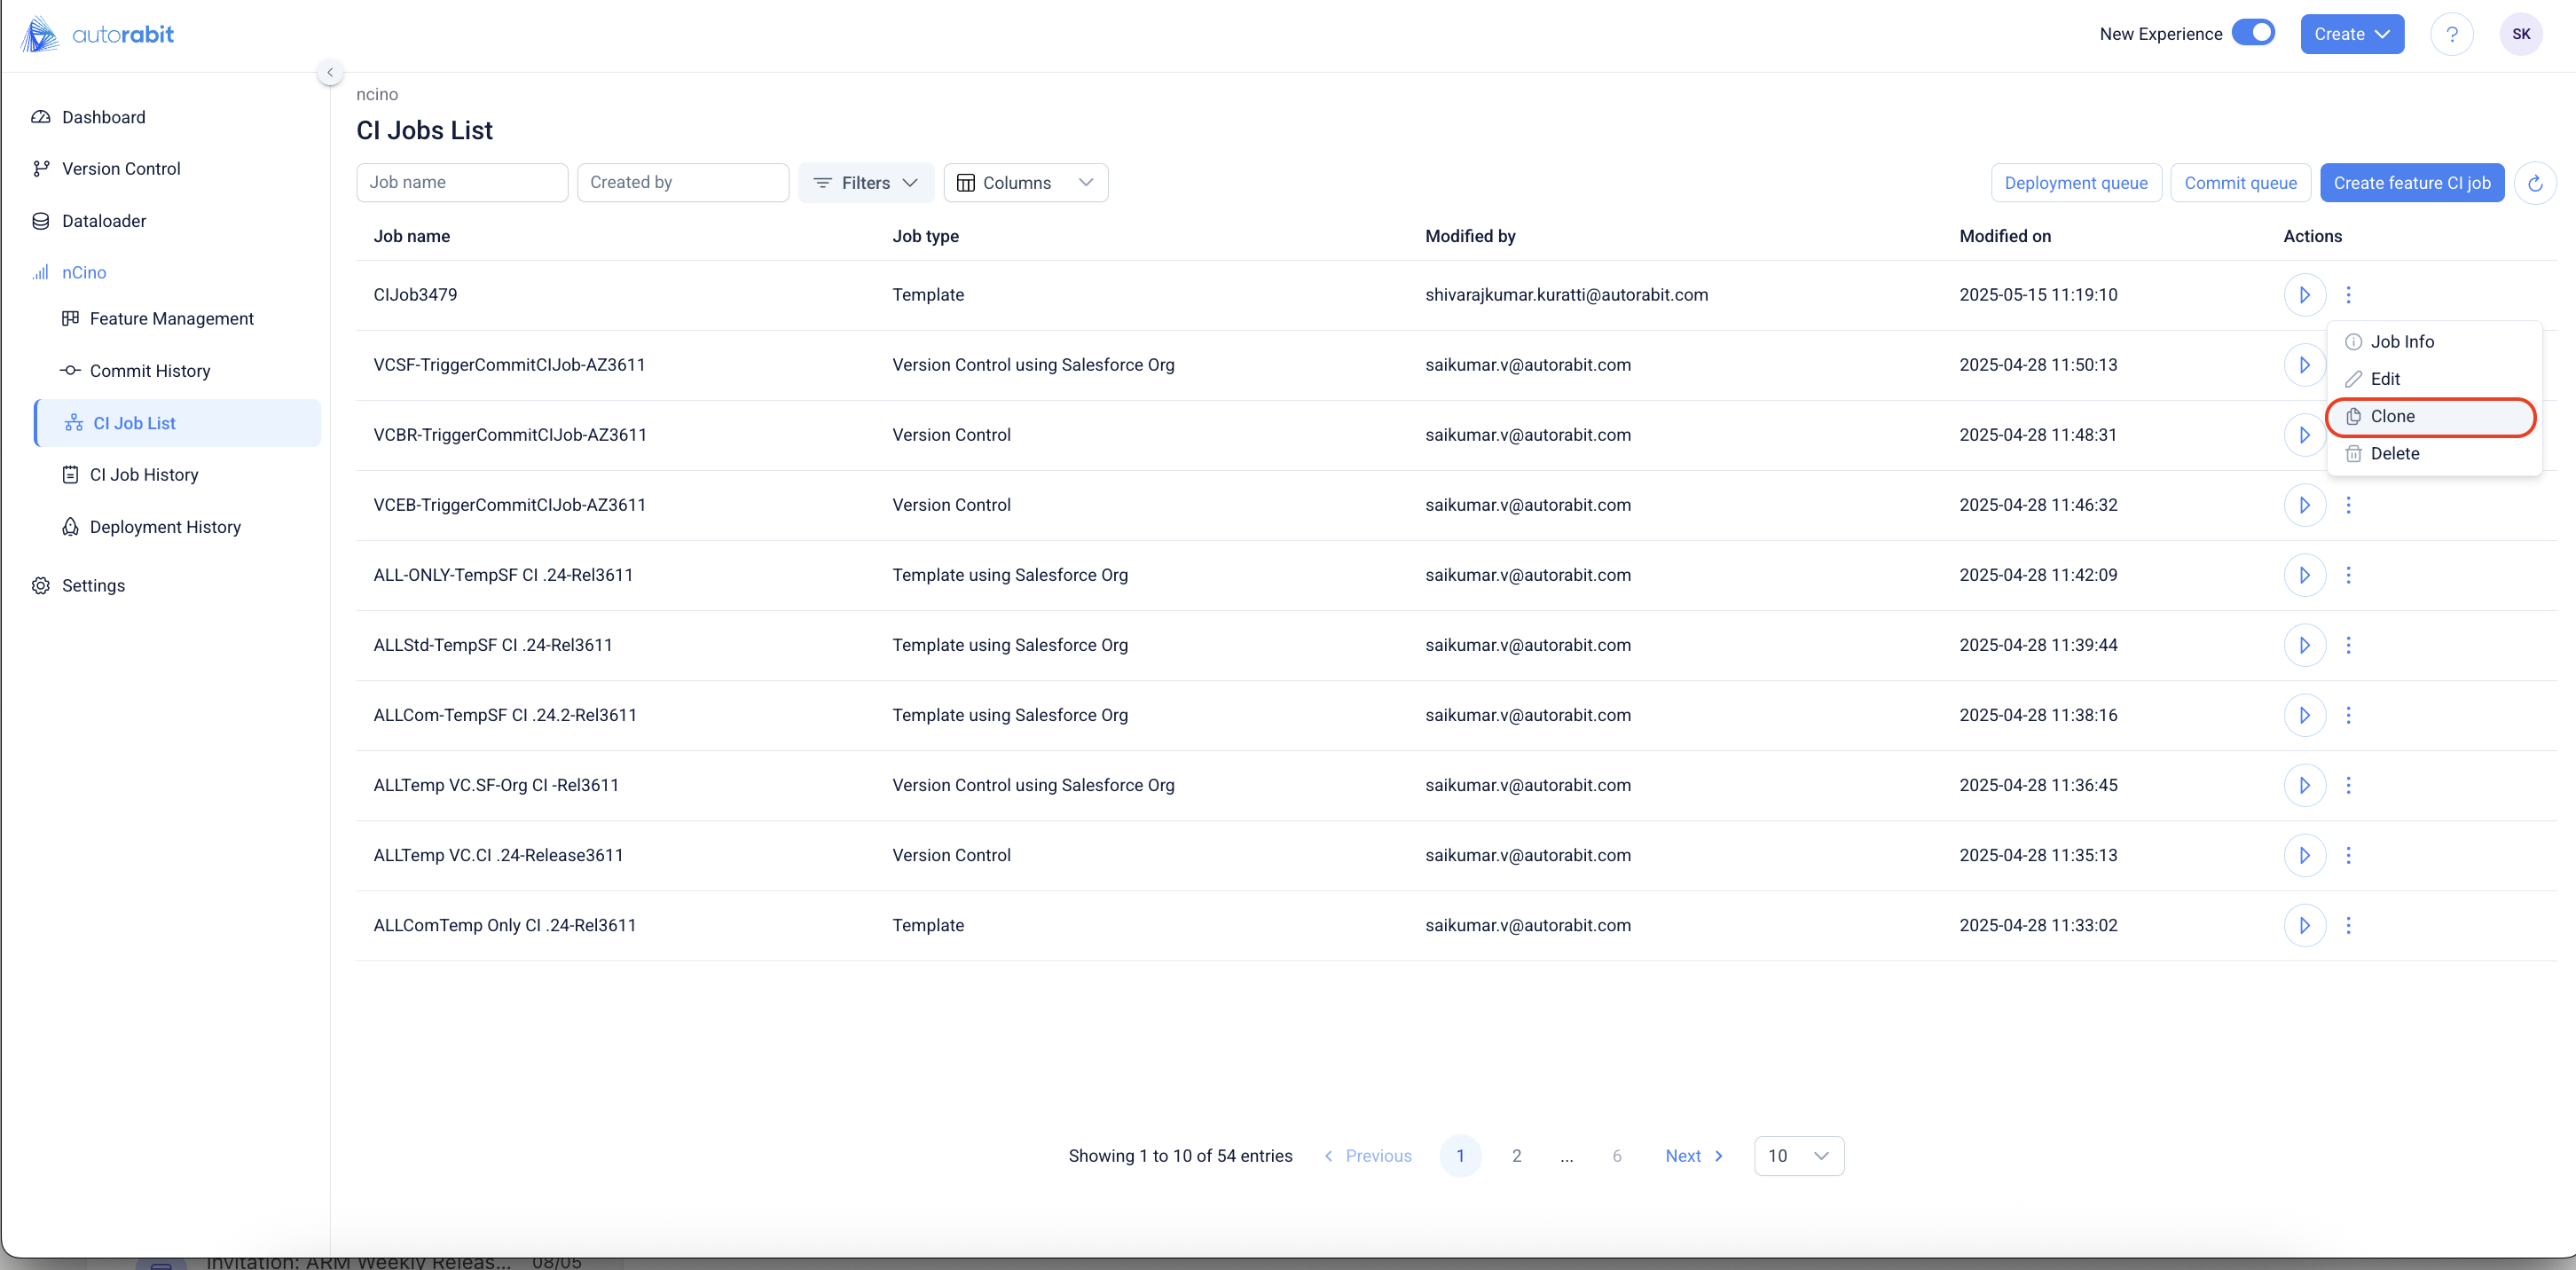 autorabit
New Experience
Create
?
SK
Dashboard
Version Control
Dataloader
nCino
Feature Management
Commit History
CI Job List
CI Job History
Deployment History
Settings
ncino
CI Jobs List
Job name
Created by
Filters
Columns
Deployment queue
Commit queue
Create feature CI job
Job name Job type Modified by Modified on Actions
CIJob3479 Template shivarajkumar.kuratti@autorabit.com 2025-05-15 11:19:10
VCSF-TriggerCommitCIJob-AZ3611 Version Control using Salesforce Org saikumar.v@autorabit.com 2025-04-28 11:50:13
VCBR-TriggerCommitCIJob-AZ3611 Version Control saikumar.v@autorabit.com 2025-04-28 11:48:31
VCEB-TriggerCommitCIJob-AZ3611 Version Control saikumar.v@autorabit.com 2025-04-28 11:46:32
ALL-ONLY-TempSF CI .24-Rel3611 Template using Salesforce Org saikumar.v@autorabit.com 2025-04-28 11:42:09
ALLStd-TempSF CI .24-Rel3611 Template using Salesforce Org saikumar.v@autorabit.com 2025-04-28 11:39:44
ALLCom-TempSF CI .24.2-Rel3611 Template using Salesforce Org saikumar.v@autorabit.com 2025-04-28 11:38:16
ALLTemp VC.SF-Org CI -Rel3611 Version Control using Salesforce Org saikumar.v@autorabit.com 2025-04-28 11:36:45
ALLTemp VC.CI .24-Release3611 Version Control saikumar.v@autorabit.com 2025-04-28 11:35:13
ALLComTemp Only CI .24-Rel3611 Template saikumar.v@autorabit.com 2025-04-28 11:33:02
Job Info
Edit
Clone
Delete
Showing 1 to 10 of 54 entries Previous 1 2 ... 6 Next 10
Invitation: ARM Weekly Releas... 08/05